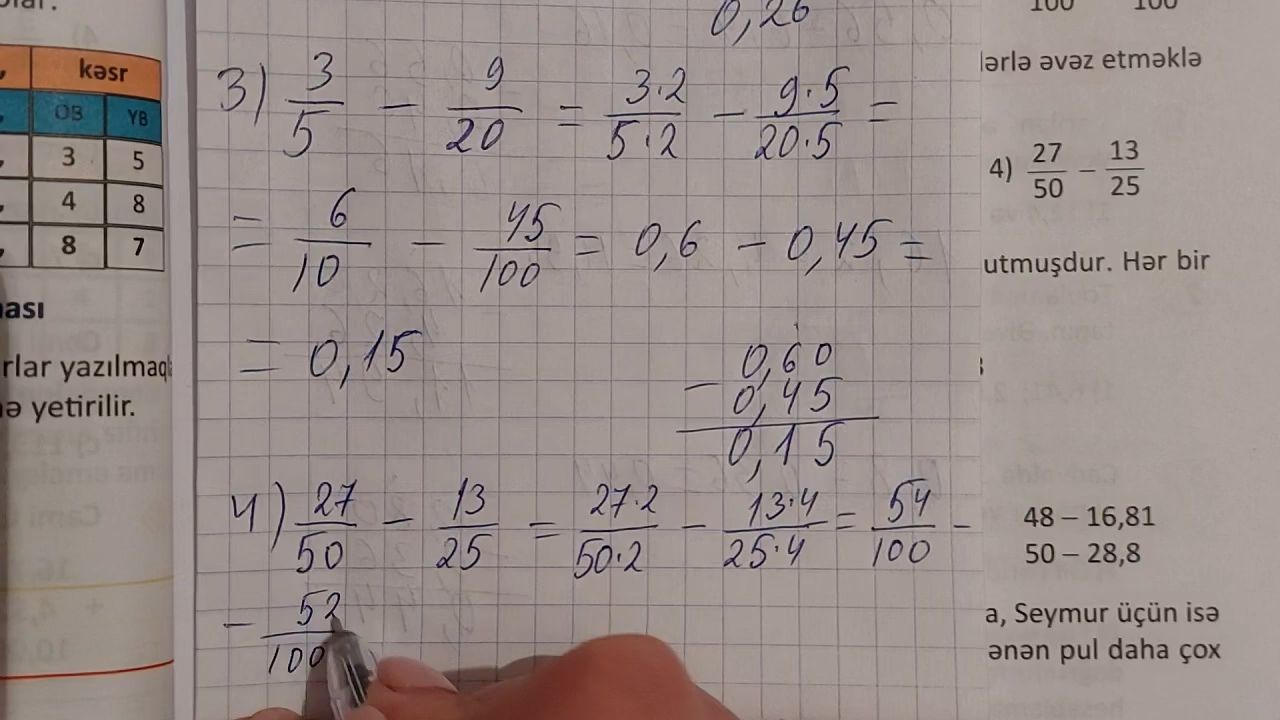 kəsr
OB YB
3 5
4 8
8 7
ası
rlar yazılmaq
ə yetirilir.
0,26
3) 3/5 - 9/20 = 3·2/5·2 - 9·5/20·5 =
= 6/10 - 45/100 = 0,6 - 0,45 =
= 0,15
0,60
- 0,45
0,15
4) 27/50 - 13/25 = 27·2/50·2 - 13·4/25·4 = 54/100 -
- 52/100
100 100
lərlə əvəz etməklə
4) 27/50 – 13/25
utmuşdur. Hər bir
48 – 16,81
50 – 28,8
a, Seymur üçün isə
ənən pul daha çox